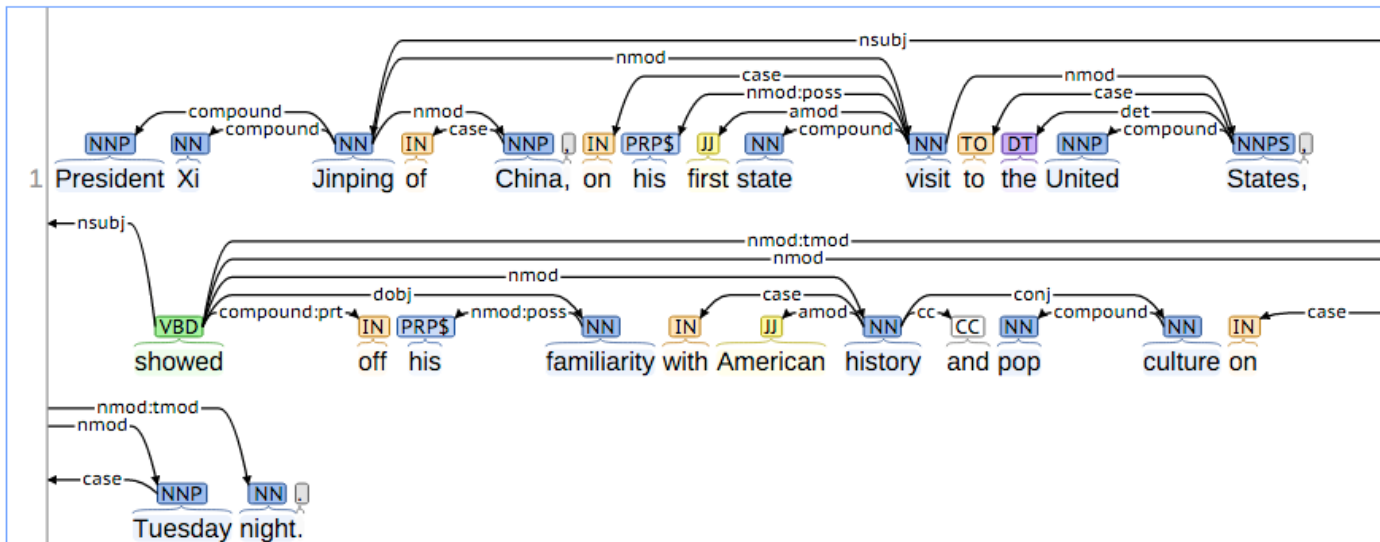 nsubj
nmod
case nmod
nmod:poss case
compound nmod amod det
compound case compound compound
NNP NN NN IN NNP , IN PRP$ JJ NN NN TO DT NNP NNPS ,
1 President Xi Jinping of China, on his first state visit to the United States,
nsubj
nmod:tmod
nmod
nmod
dobj case conj
compound:prt nmod:poss amod cc compound case
VBD IN PRP$ NN IN JJ NN CC NN NN IN
showed off his familiarity with American history and pop culture on
nmod:tmod
nmod
case
NNP NN .
Tuesday night.